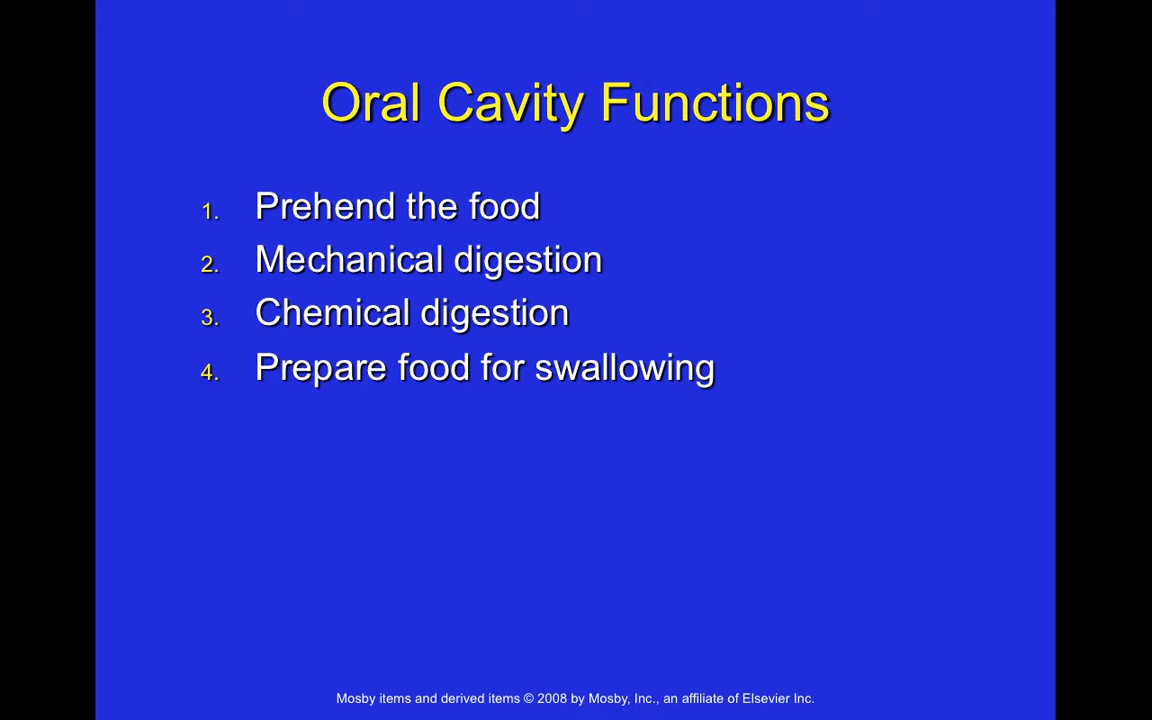 Oral Cavity Functions
1. Prehend the food
2. Mechanical digestion
3. Chemical digestion
4. Prepare food for swallowing
Mosby items and derived items © 2008 by Mosby, Inc., an affiliate of Elsevier Inc.